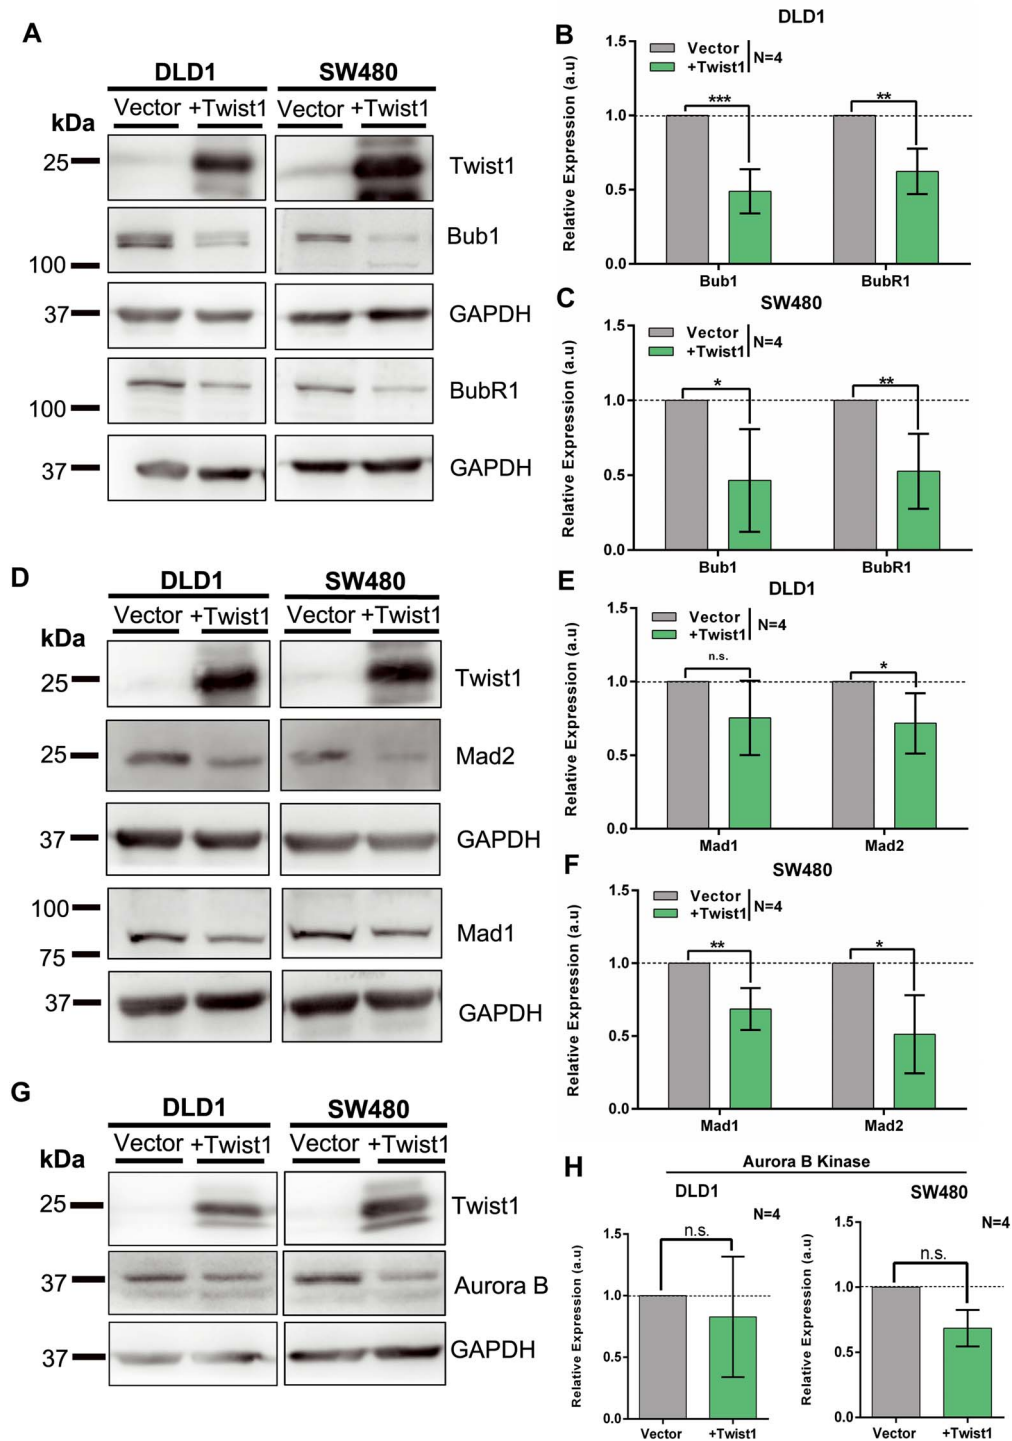 A
DLD1 SW480
Vector +Twist1 Vector +Twist1
kDa
25 Twist1
Bub1
100
37 GAPDH
BubR1
100
37 GAPDH
B
DLD1
Relative Expression (a.u)
1.5
1.0
0.5
0.0
Vector
+Twist1
N=4
*** **
Bub1 BubR1
C
SW480
Relative Expression (a.u)
1.5
1.0
0.5
0.0
Vector
+Twist1
N=4
* **
Bub1 BubR1
D
DLD1 SW480
Vector +Twist1 Vector +Twist1
kDa
25 Twist1
25 Mad2
37 GAPDH
100
Mad1
75
37 GAPDH
E
DLD1
Relative Expression (a.u)
1.5
1.0
0.5
0.0
Vector
+Twist1
N=4
n.s. *
Mad1 Mad2
F
SW480
Relative Expression (a.u)
1.5
1.0
0.5
0.0
Vector
+Twist1
N=4
** *
Mad1 Mad2
G
DLD1 SW480
Vector +Twist1 Vector +Twist1
kDa
25 Twist1
37 Aurora B
37 GAPDH
H
Aurora B Kinase
DLD1
N=4
Relative Expression (a.u)
1.5
1.0
0.5
0.0
n.s.
Vector +Twist1
SW480
N=4
Relative Expression (a.u)
1.5
1.0
0.5
0.0
n.s.
Vector +Twist1